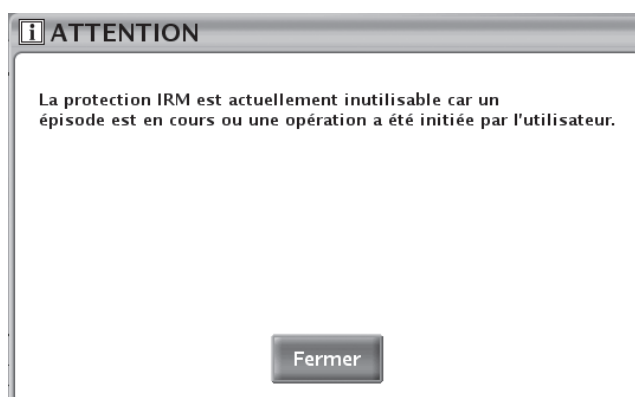 i ATTENTION
La protection IRM est actuellement inutilisable car un
épisode est en cours ou une opération a été initiée par l'utilisateur.
Fermer